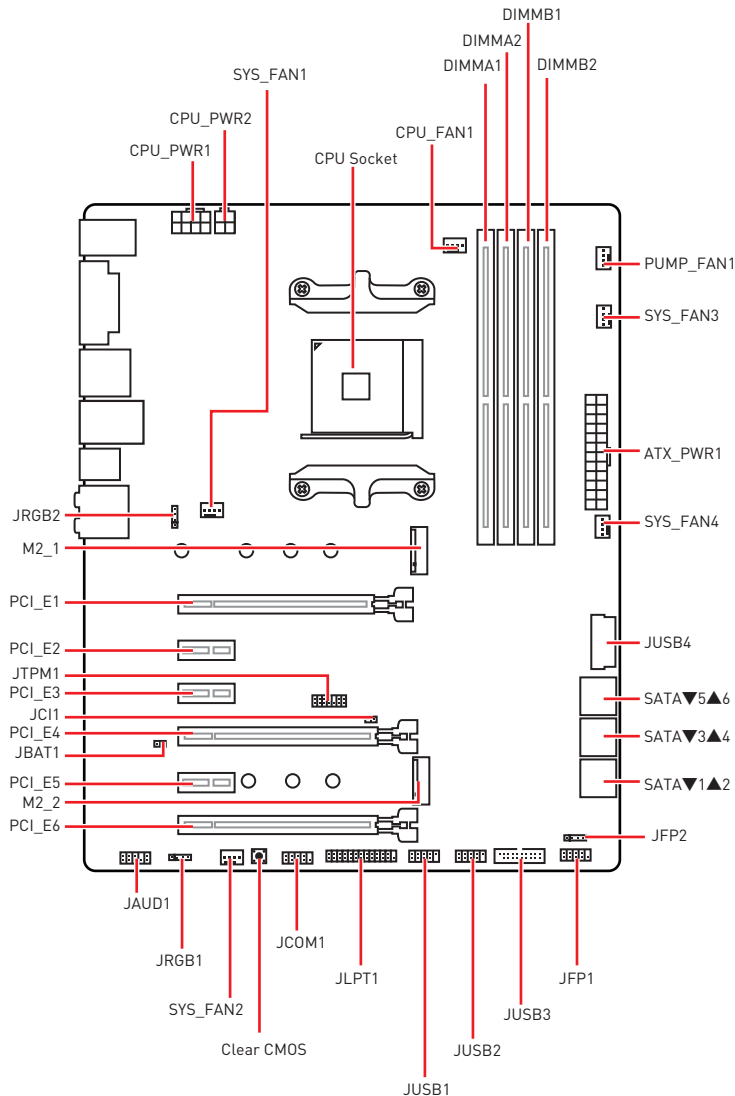 DIMMB1
DIMMA2
DIMMA1
DIMMB2
SYS_FAN1
CPU_PWR2
CPU_FAN1
CPU_PWR1
CPU Socket
PUMP_FAN1
SYS_FAN3
ATX_PWR1
JRGB2
SYS_FAN4
M2_1
PCI_E1
PCI_E2
JUSB4
JTPM1
PCI_E3
SATA▼5▲6
JCI1
PCI_E4
SATA▼3▲4
JBAT1
PCI_E5
SATA▼1▲2
M2_2
PCI_E6
JFP2
JAUD1
JCOM1
JRGB1
JLPT1
JFP1
SYS_FAN2
JUSB3
Clear CMOS
JUSB2
JUSB1